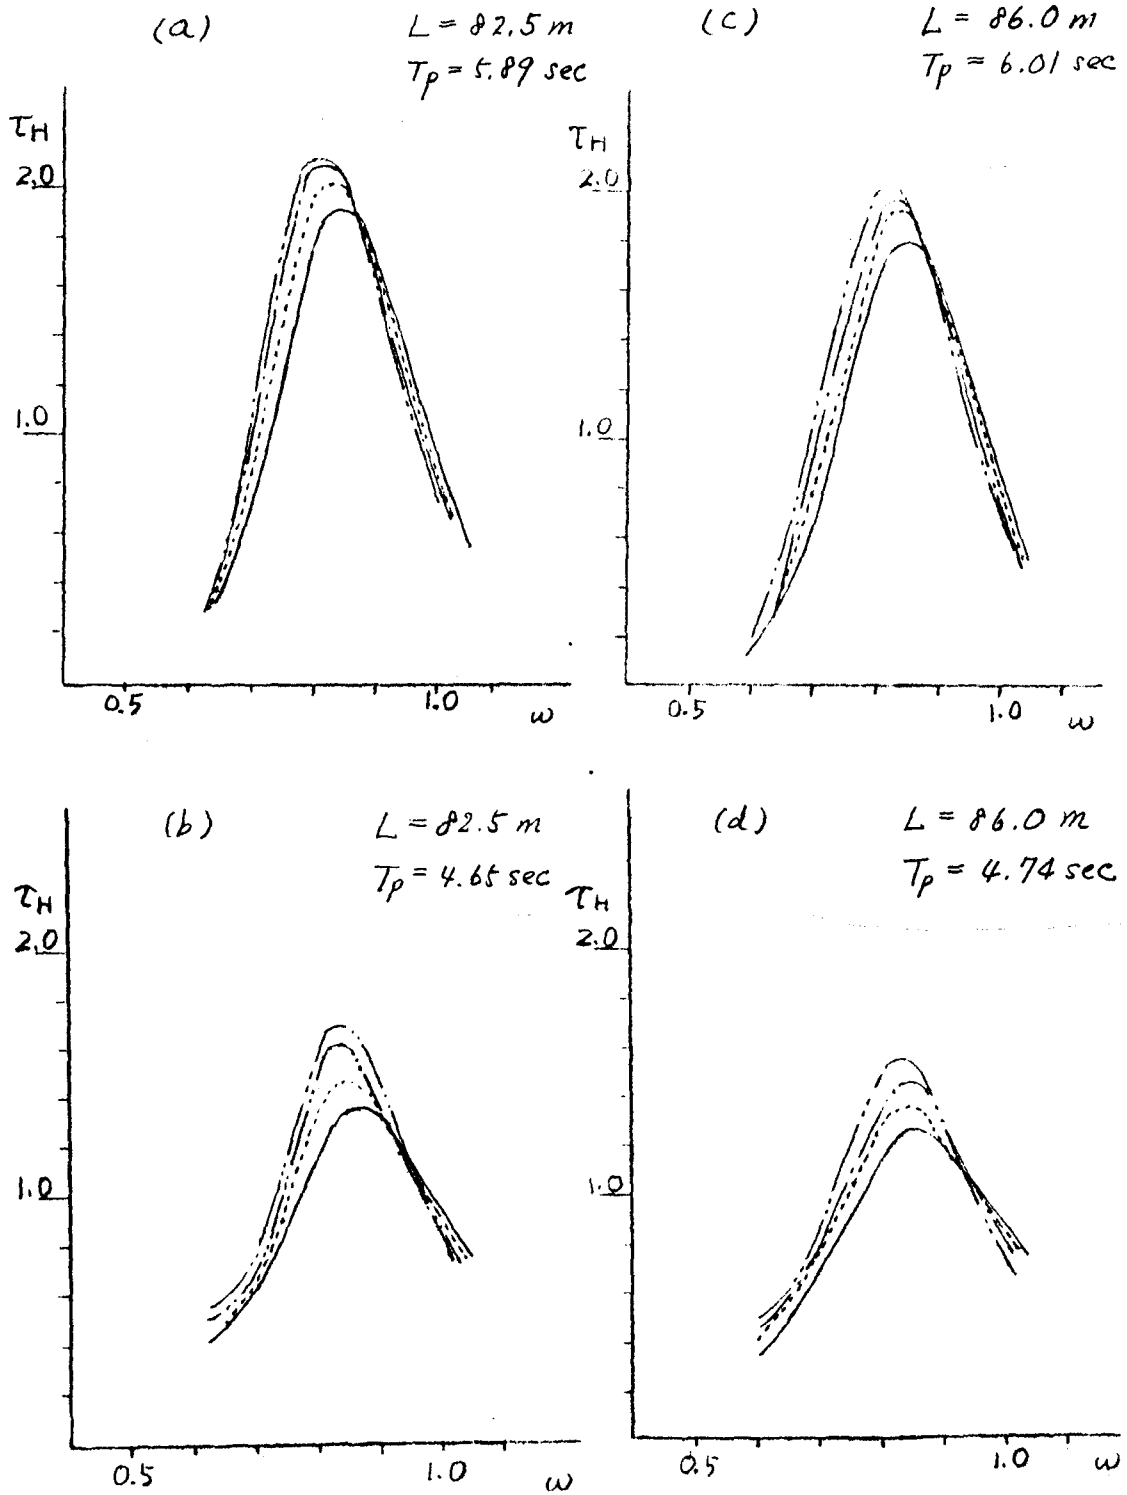 (a)
L = 82.5 m
Tp = 5.89 sec
τH
2.0
1.0
0.5 1.0 ω
(c)
L = 86.0 m
Tp = 6.01 sec
τH
2.0
1.0
0.5 1.0 ω
(b)
L = 82.5 m
Tp = 4.65 sec
τH
2.0
1.0
0.5 1.0 ω
(d)
L = 86.0 m
Tp = 4.74 sec
τH
2.0
1.0
0.5 1.0 ω